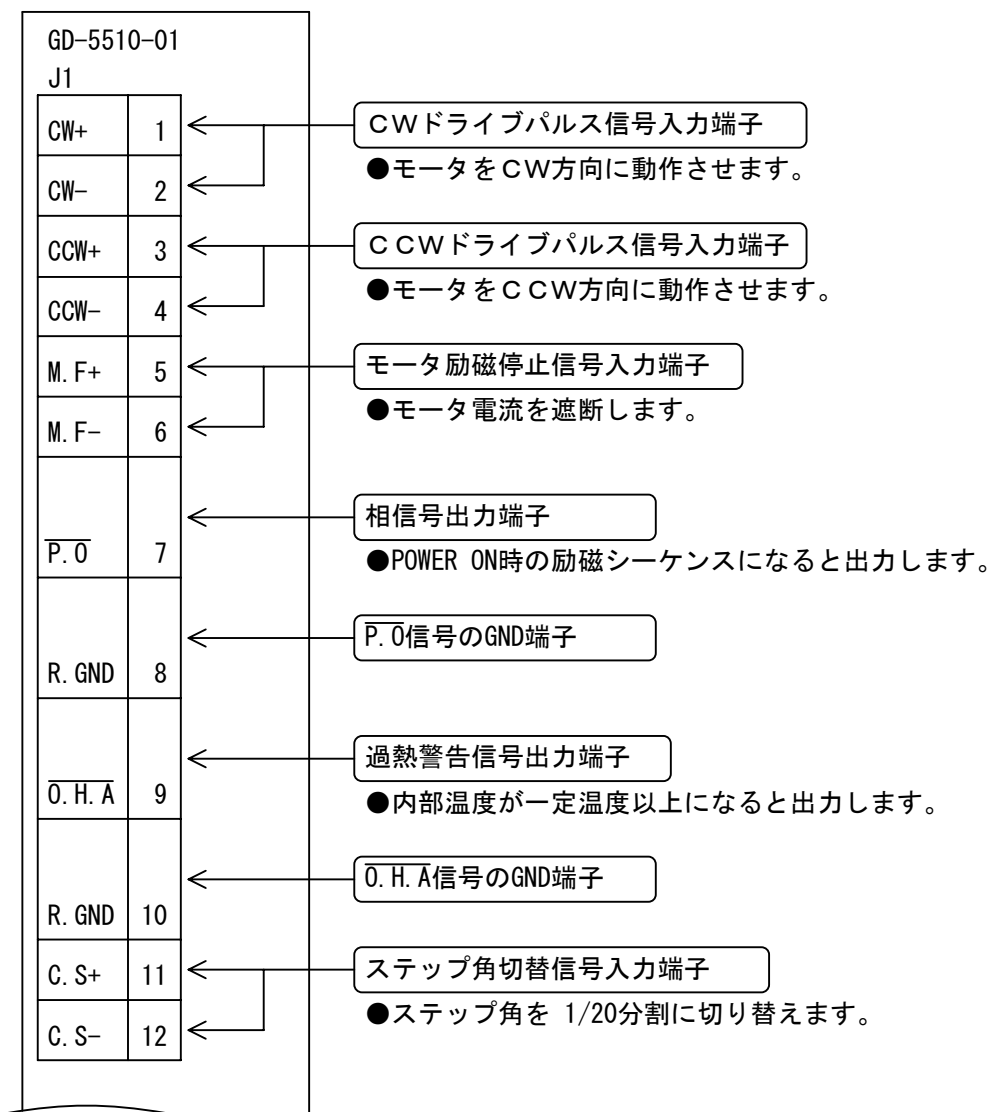 GD-5510-01
J1
CW+ 1 CWドライブパルス信号入力端子
●モータをCW方向に動作させます。
CW- 2
CCW+ 3 CCWドライブパルス信号入力端子
●モータをCCW方向に動作させます。
CCW- 4
M.F+ 5 モータ励磁停止信号入力端子
●モータ電流を遮断します。
M.F- 6
相信号出力端子
P.O 7
●POWER ON時の励磁シーケンスになると出力します。
P.O信号のGND端子
R.GND 8
過熱警告信号出力端子
O.H.A 9
●内部温度が一定温度以上になると出力します。
O.H.A信号のGND端子
R.GND 10
C.S+ 11 ステップ角切替信号入力端子
●ステップ角を 1/20分割に切り替えます。
C.S- 12